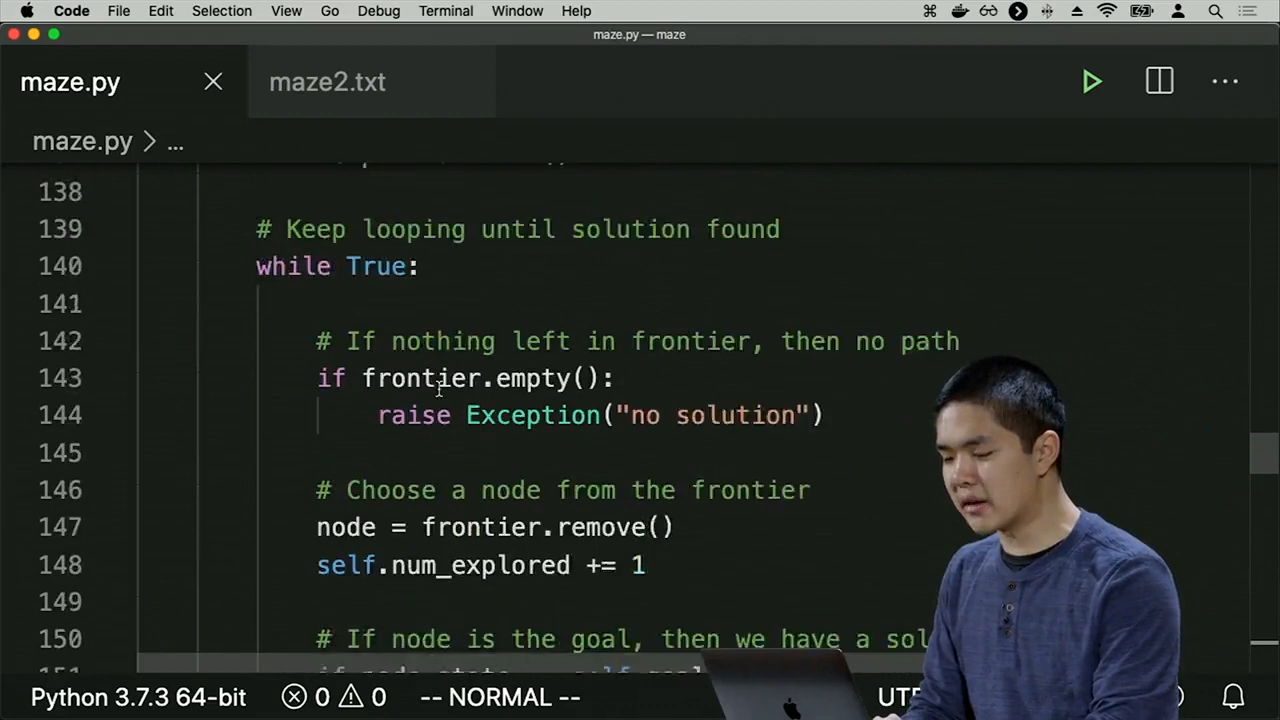 Code File Edit Selection View Go Debug Terminal Window Help
maze.py — maze
maze.py maze2.txt
maze.py > ...
138
139 # Keep looping until solution found
140 while True:
141
142 # If nothing left in frontier, then no path
143 if frontier.empty():
144 raise Exception("no solution")
145
146 # Choose a node from the frontier
147 node = frontier.remove()
148 self.num_explored += 1
149
150 # If node is the goal, then we have a sol
Python 3.7.3 64-bit 0 0 -- NORMAL -- UTF